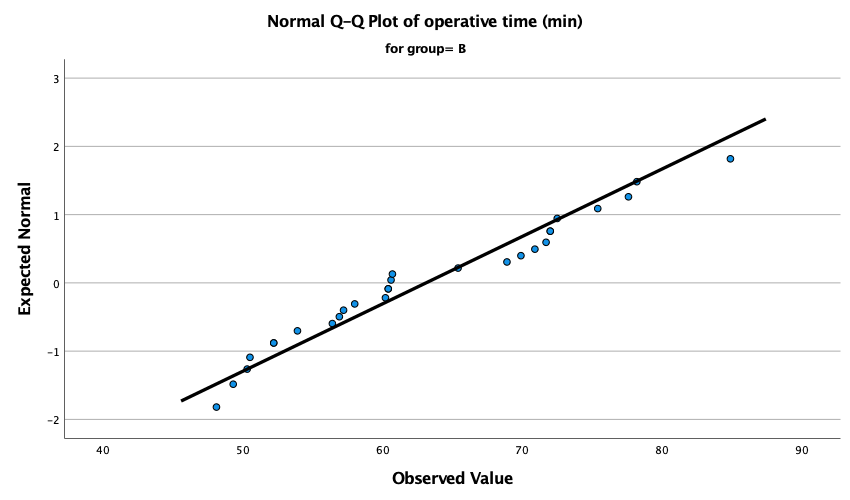 Normal Q-Q Plot of operative time (min)
for group= B
Expected Normal
3
2
1
0
-1
-2
40 50 60 70 80 90
Observed Value